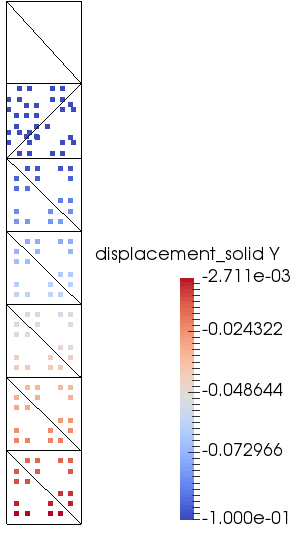 displacement_solid Y
-2.711e-03
-0.024322
-0.048644
-0.072966
-1.000e-01